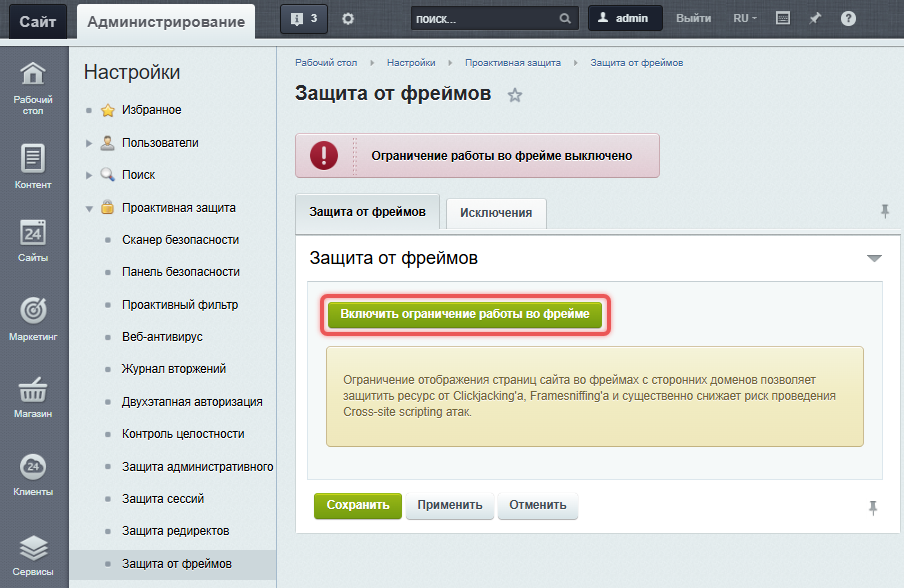 Сайт
Администрирование
3
поиск...
admin
Выйти
RU
?
Рабочий
стол
Контент
24
Сайты
Маркетинг
Магазин
24
Клиенты
Сервисы
Настройки
Избранное
Пользователи
Поиск
Проактивная защита
Сканер безопасности
Панель безопасности
Проактивный фильтр
Веб-антивирус
Журнал вторжений
Двухэтапная авторизация
Контроль целостности
Защита административного
Защита сессий
Защита редиректов
Защита от фреймов
Рабочий стол Настройки Проактивная защита Защита от фреймов
Защита от фреймов
Ограничение работы во фрейме выключено
Защита от фреймов Исключения
Защита от фреймов
Включить ограничение работы во фрейме
Ограничение отображения страниц сайта во фреймах с сторонних доменов позволяет
защитить ресурс от Clickjacking'а, Framesniffing'а и существенно снижает риск проведения
Cross-site scripting атак.
Сохранить Применить Отменить